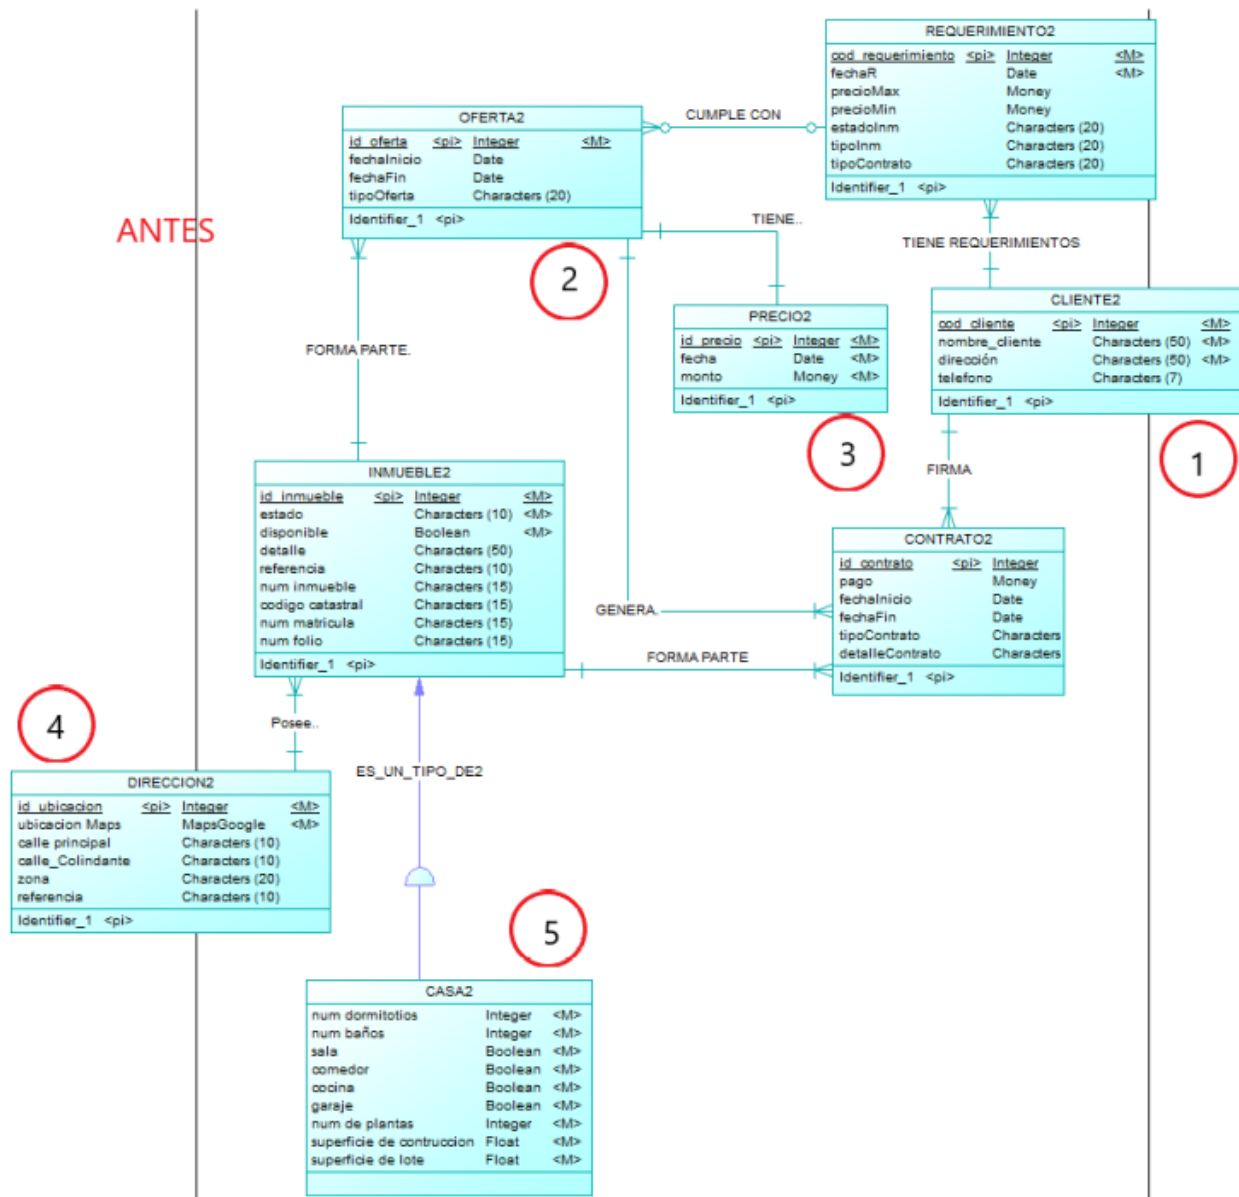 REQUERIMIENTO2
cod_requerimiento <pi> Integer <M>
fechaR Date <M>
precioMax Money
precioMin Money
estadoInm Characters (20)
tipoInm Characters (20)
tipoContrato Characters (20)
Identifier_1 <pi>
CUMPLE CON
OFERTA2
id_oferta <pi> Integer <M>
fechaInicio Date
fechaFin Date
tipoOferta Characters (20)
Identifier_1 <pi>
ANTES
TIENE..
TIENE REQUERIMIENTOS
2
CLIENTE2
cod_cliente <pi> Integer <M>
nombre_cliente Characters (50) <M>
dirección Characters (50) <M>
telefono Characters (7)
Identifier_1 <pi>
PRECIO2
id_precio <pi> Integer <M>
fecha Date <M>
monto Money <M>
Identifier_1 <pi>
FORMA PARTE.
3
1
FIRMA
INMUEBLE2
id_inmueble <pi> Integer <M>
estado Characters (10) <M>
disponible Boolean <M>
detalle Characters (50)
referencia Characters (10)
num inmueble Characters (15)
codigo catastral Characters (15)
num matricula Characters (15)
num folio Characters (15)
Identifier_1 <pi>
CONTRATO2
id_contrato <pi> Integer
pago Money
fechaInicio Date
fechaFin Date
tipoContrato Characters
detalleContrato Characters
Identifier_1 <pi>
GENERA.
FORMA PARTE
4
Posee..
DIRECCION2
id_ubicacion <pi> Integer <M>
ubicacion Maps MapsGoogle <M>
calle principal Characters (10)
calle_Colindante Characters (10)
zona Characters (20)
referencia Characters (10)
Identifier_1 <pi>
ES_UN_TIPO_DE2
5
CASA2
num dormitotios Integer <M>
num baños Integer <M>
sala Boolean <M>
comedor Boolean <M>
cocina Boolean <M>
garaje Boolean <M>
num de plantas Integer <M>
superficie de contruccion Float <M>
superficie de lote Float <M>